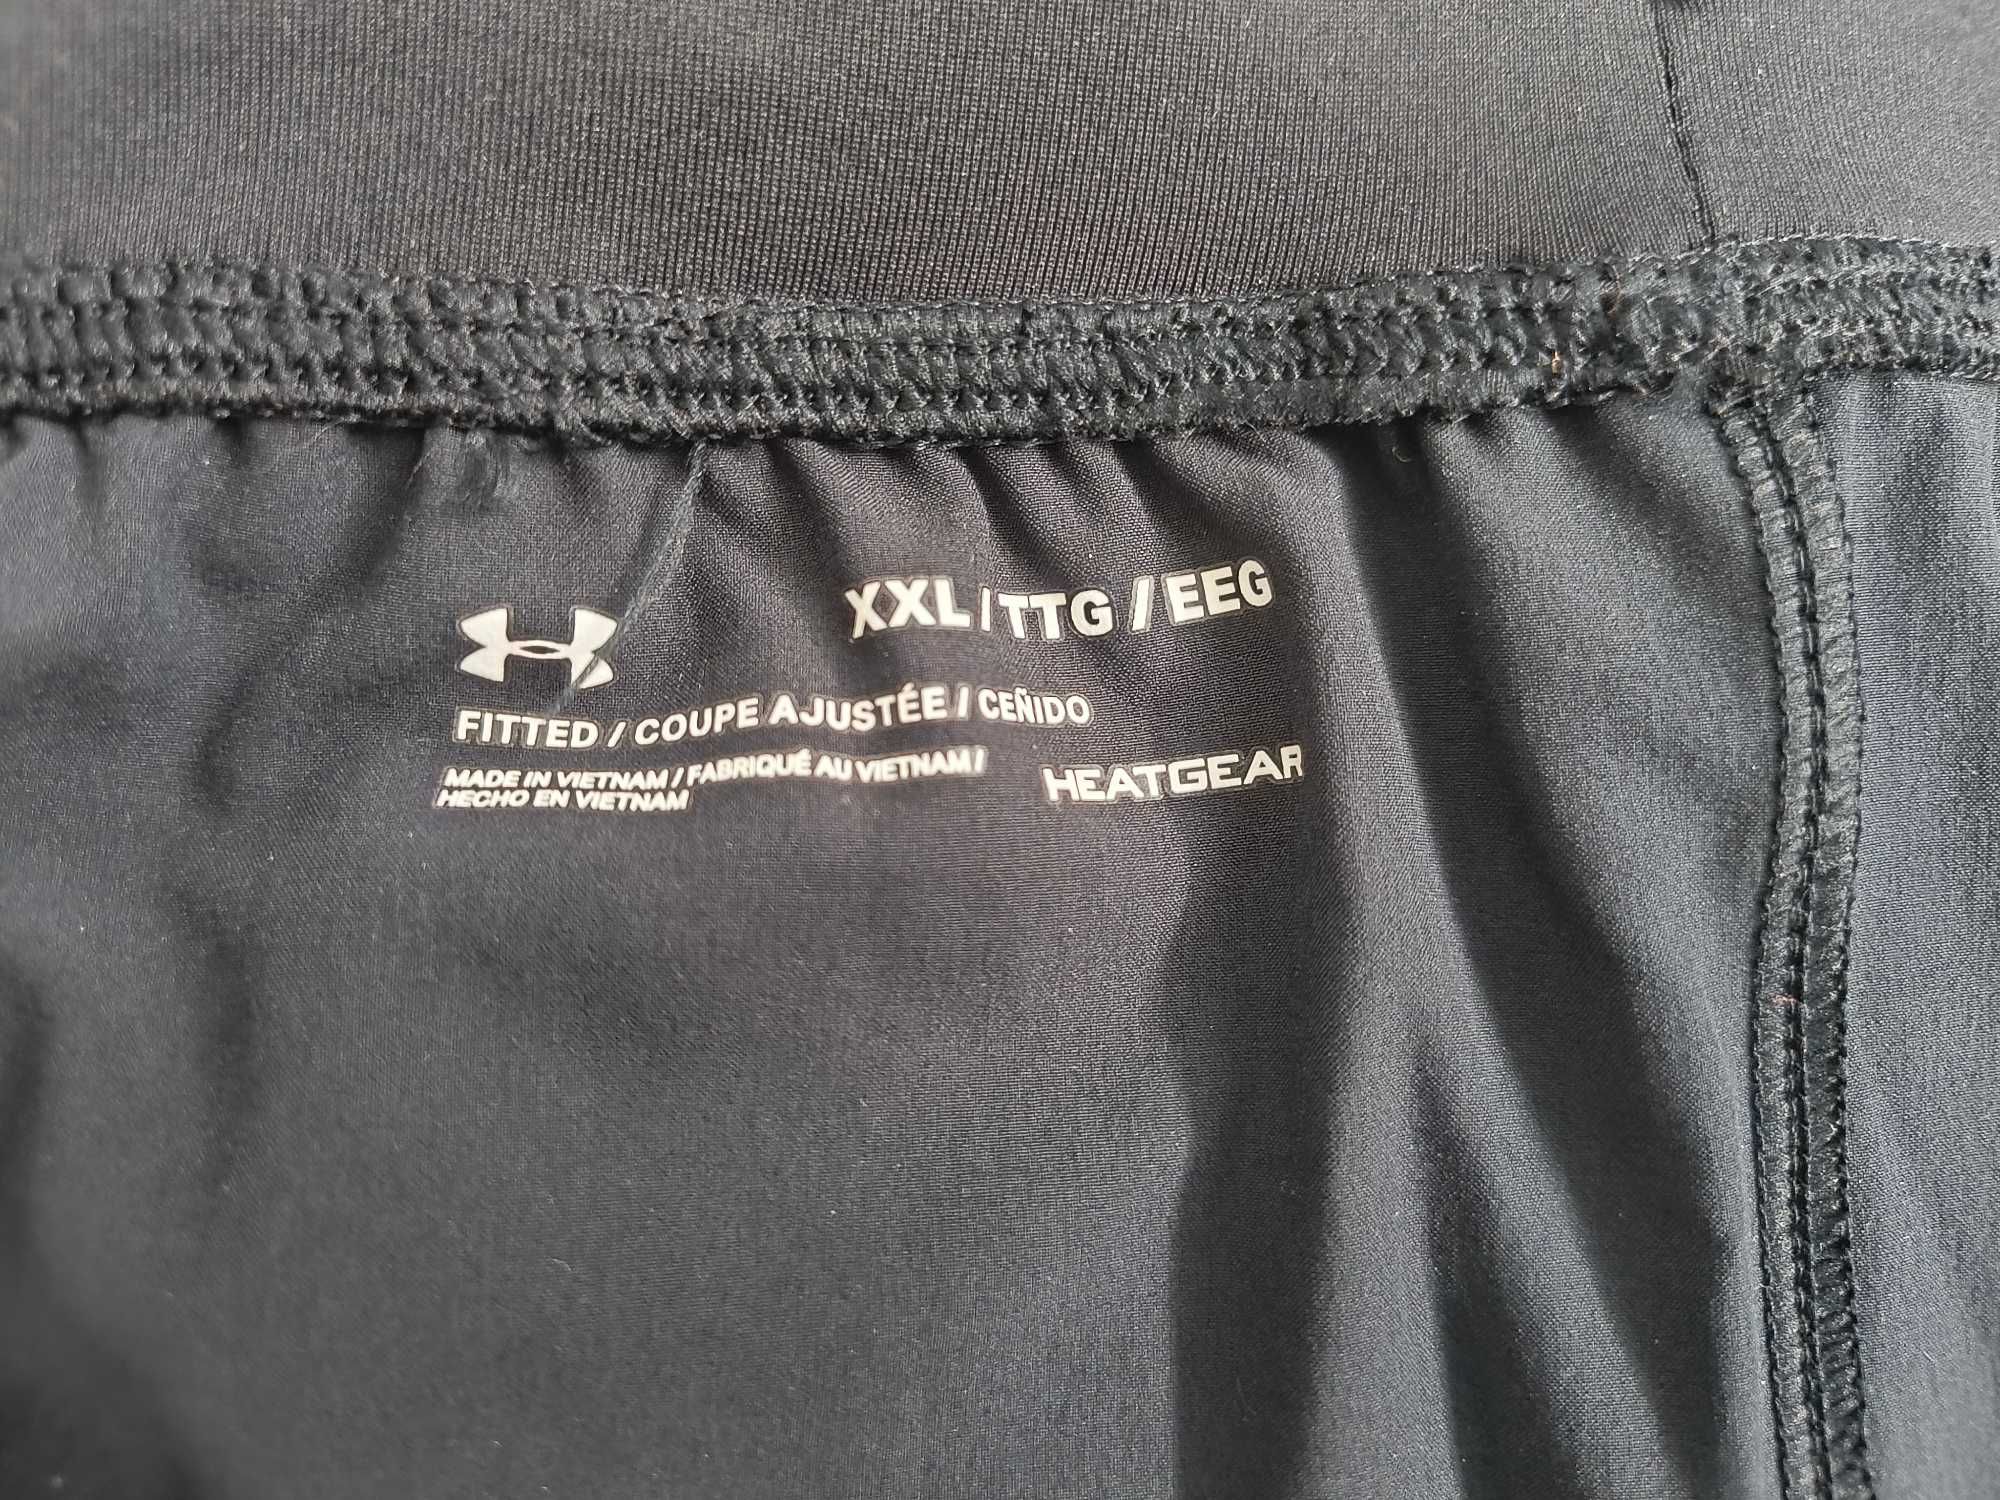 XXL/TTG/EEG
FITTED / COUPE AJUSTÉE / CEÑIDO
MADE IN VIETNAM / FABRIQUÉ AU VIETNAM /
HECHO EN VIETNAM
HEATGEAR